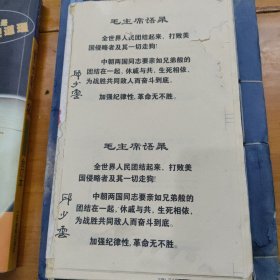 毛主席语录
全世界人民团结起来，打败美
国侵略者及其一切走狗！
中朝两国同志要亲如兄弟般的
团结在一起，休戚与共，生死相依，
为战胜共同敌人而奋斗到底。
加强纪律性，革命无不胜。
邱少雲
毛主席语录
全世界人民团结起来，打败美
国侵略者及其一切走狗！
中朝两国同志要亲如兄弟般的
团结在一起，休戚与共，生死相依，
为战胜共同敌人而奋斗到底。
加强纪律性，革命无不胜。
邱少雲